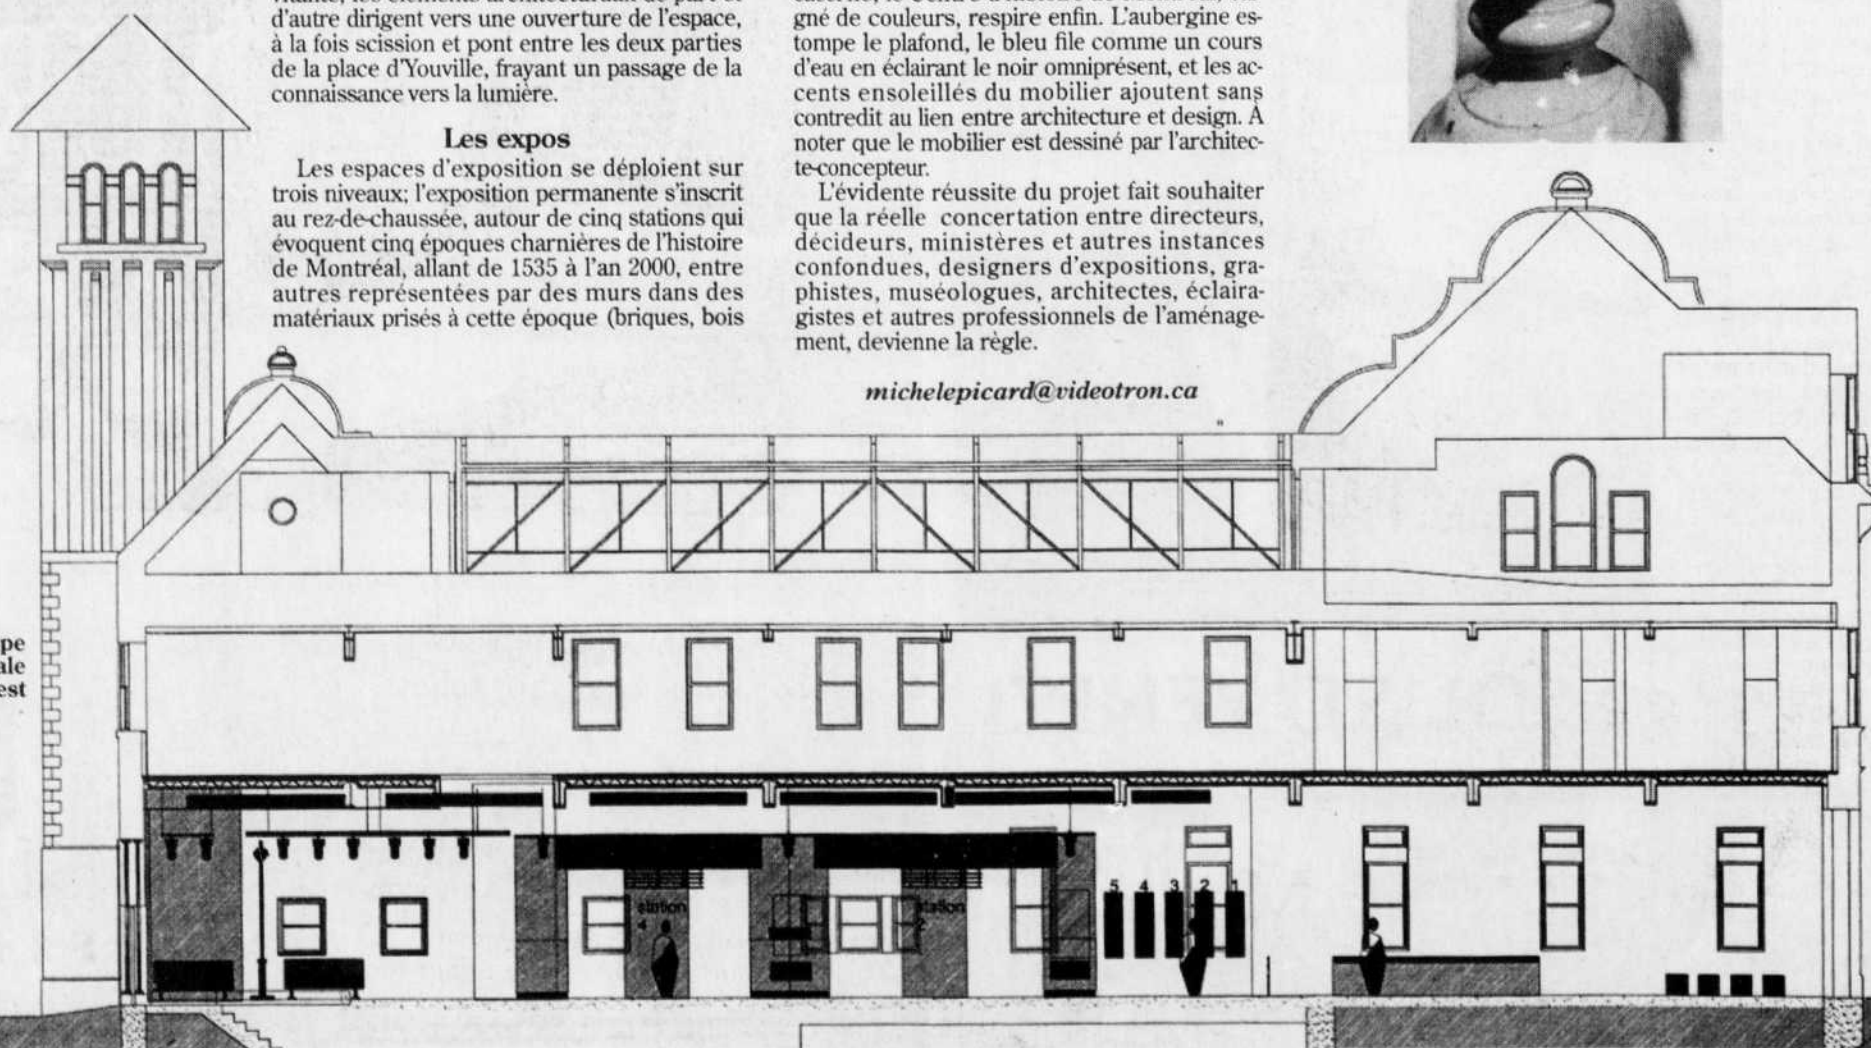 d'autre dirigent vers une ouverture de l'espace,
à la fois scission et pont entre les deux parties
de la place d'Youville, frayant un passage de la
connaissance vers la lumière.
Les expos
Les espaces d'exposition se déploient sur
trois niveaux; l'exposition permanente s'inscrit
au rez-de-chaussée, autour de cinq stations qui
évoquent cinq époques charnières de l'histoire
de Montréal, allant de 1535 à l'an 2000, entre
autres représentées par des murs dans des
matériaux prisés à cette époque (briques, bois
gné de couleurs, respire enfin. L'aubergine es-
tompe le plafond, le bleu file comme un cours
d'eau en éclairant le noir omniprésent, et les ac-
cents ensoleillés du mobilier ajoutent sans
contredit au lien entre architecture et design. À
noter que le mobilier est dessiné par l'architec-
te-concepteur.
L'évidente réussite du projet fait souhaiter
que la réelle concertation entre directeurs,
décideurs, ministères et autres instances
confondues, designers d'expositions, gra-
phistes, muséologues, architectes, éclaira-
gistes et autres professionnels de l'aménage-
ment, devienne la règle.
michelepicard@videotron.ca
pe
ale
est
station
4
station
2
5 4 3 2 1